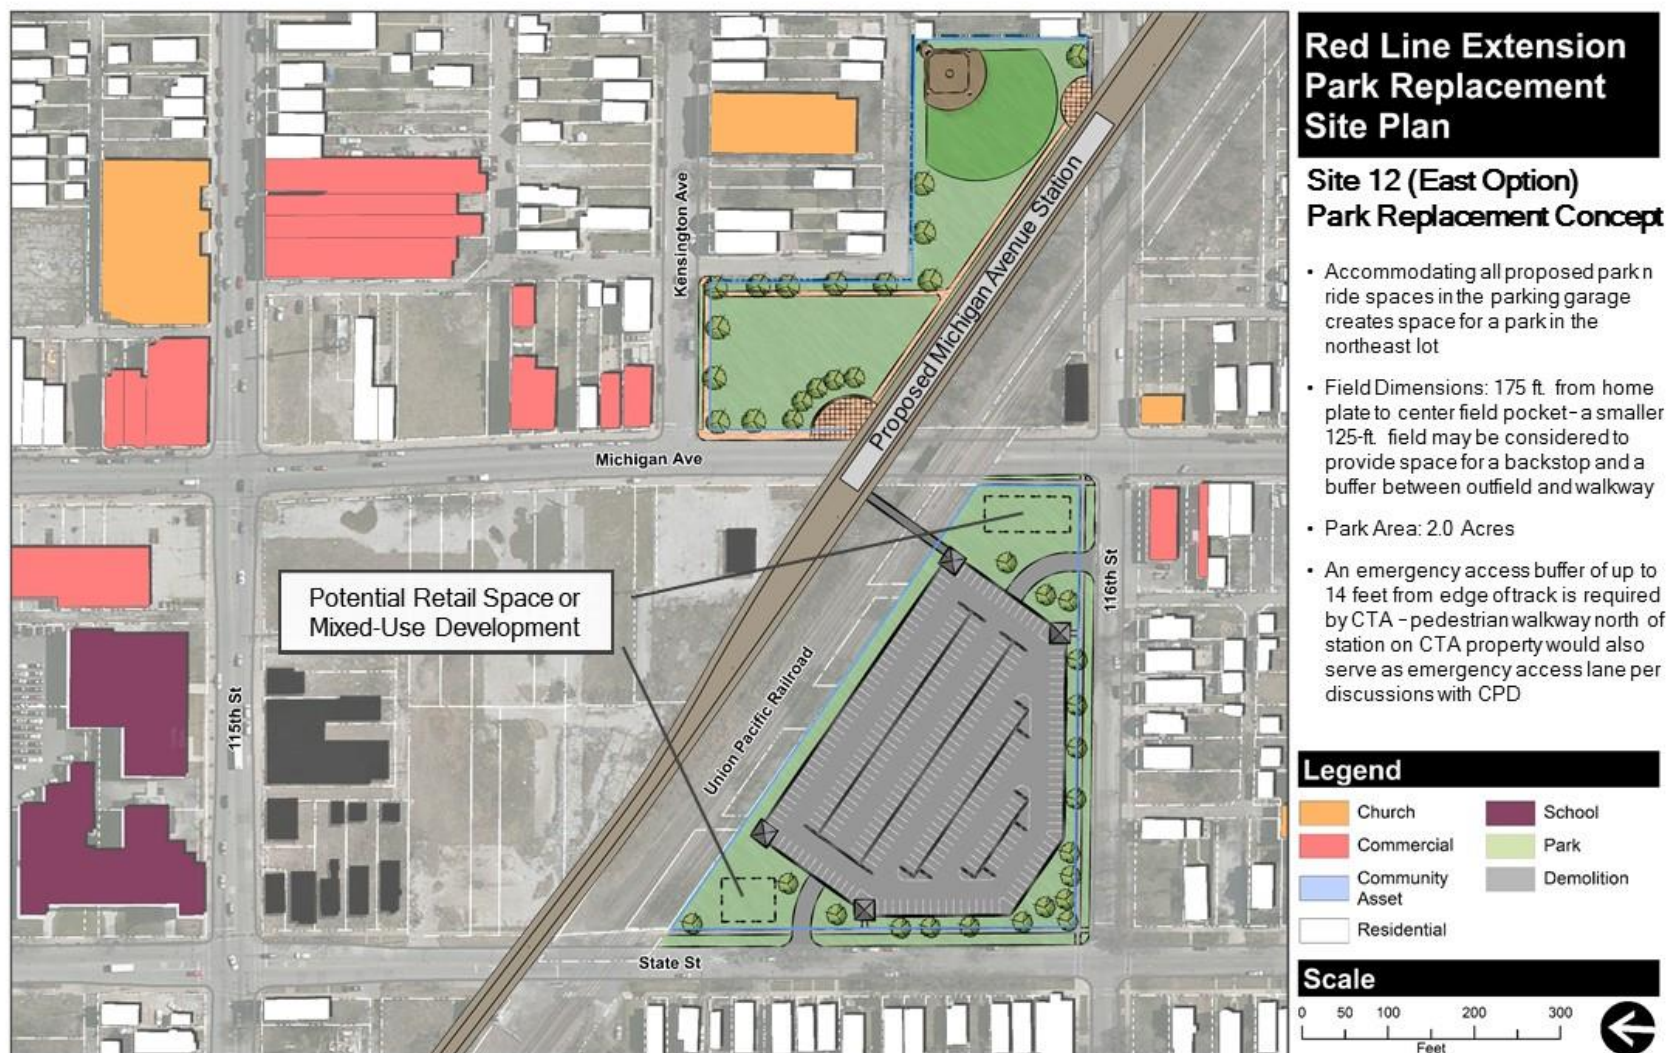 Red Line Extension
Park Replacement
Site Plan
Site 12 (East Option)
Park Replacement Concept
• Accommodating all proposed park n
ride spaces in the parking garage
creates space for a park in the
northeast lot
• Field Dimensions: 175 ft. from home
plate to center field pocket – a smaller
125-ft. field may be considered to
provide space for a backstop and a
buffer between outfield and walkway
• Park Area: 2.0 Acres
• An emergency access buffer of up to
14 feet from edge of track is required
by CTA – pedestrian walkway north of
station on CTA property would also
serve as emergency access lane per
discussions with CPD
Legend
Church
Commercial
Community
Asset
Residential
School
Park
Demolition
Scale
0 50 100 200 300
Feet
Kensington Ave
Proposed Michigan Avenue Station
Michigan Ave
Potential Retail Space or
Mixed-Use Development
115th St
116th St
Union Pacific Railroad
State St